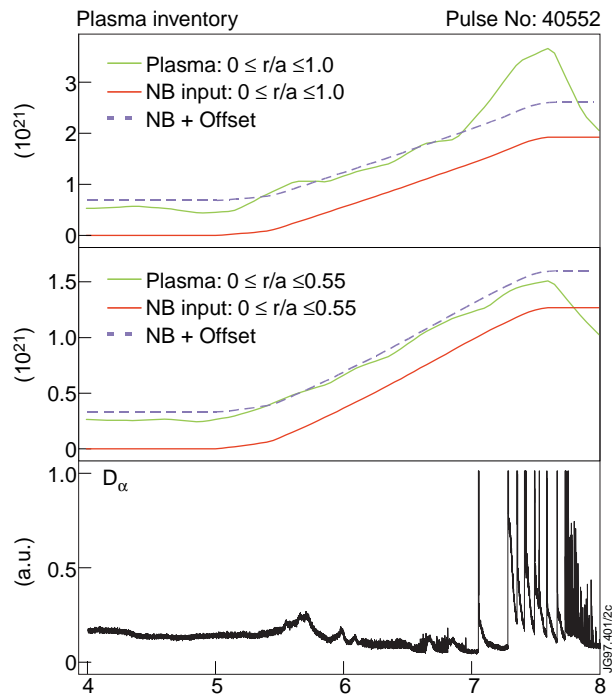 Plasma inventory Pulse No: 40552
Plasma: 0 ≤ r/a ≤1.0
NB input: 0 ≤ r/a ≤1.0
NB + Offset
(10²¹)
3
2
1
0
Plasma: 0 ≤ r/a ≤0.55
NB input: 0 ≤ r/a ≤0.55
NB + Offset
(10²¹)
1.5
1.0
0.5
0
Dα
(a.u.)
1.0
0.5
0
4 5 6 7 8
JG97.401/2c